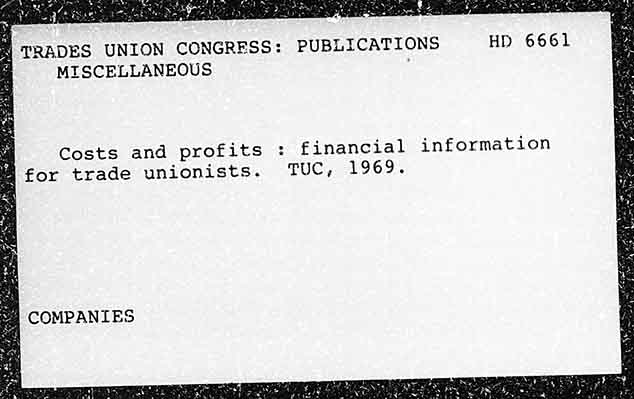 TRADES UNION CONGRESS: PUBLICATIONS HD 6661
MISCELLANEOUS
Costs and profits : financial information
for trade unionists. TUC, 1969.
COMPANIES